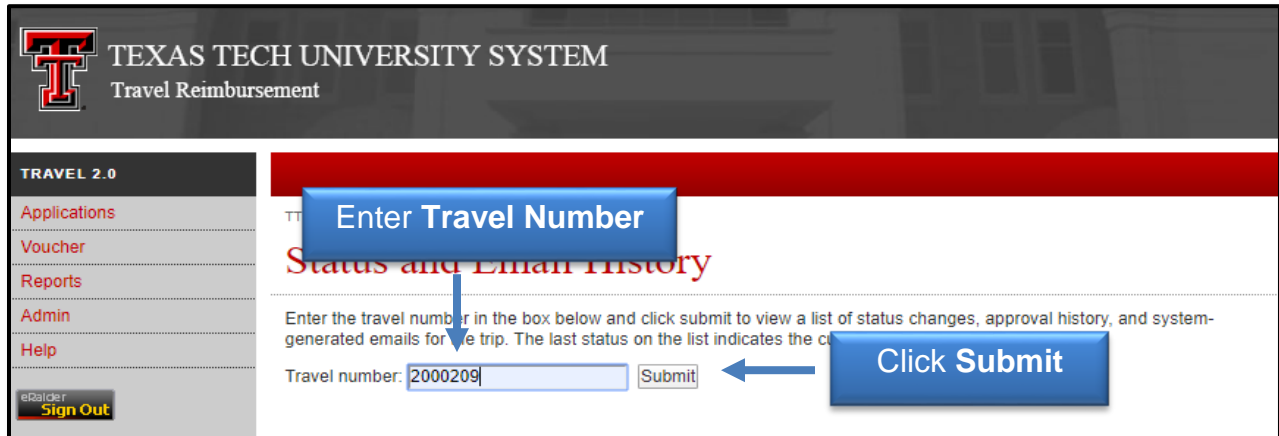 TEXAS TECH UNIVERSITY SYSTEM
Travel Reimbursement
TRAVEL 2.0
Applications
Voucher
Reports
Admin
Help
eRaider
Sign Out
Enter Travel Number
Status and Email History
Enter the travel number in the box below and click submit to view a list of status changes, approval history, and system-
generated emails for the trip. The last status on the list indicates the
Travel number: 2000209 Submit
Click Submit